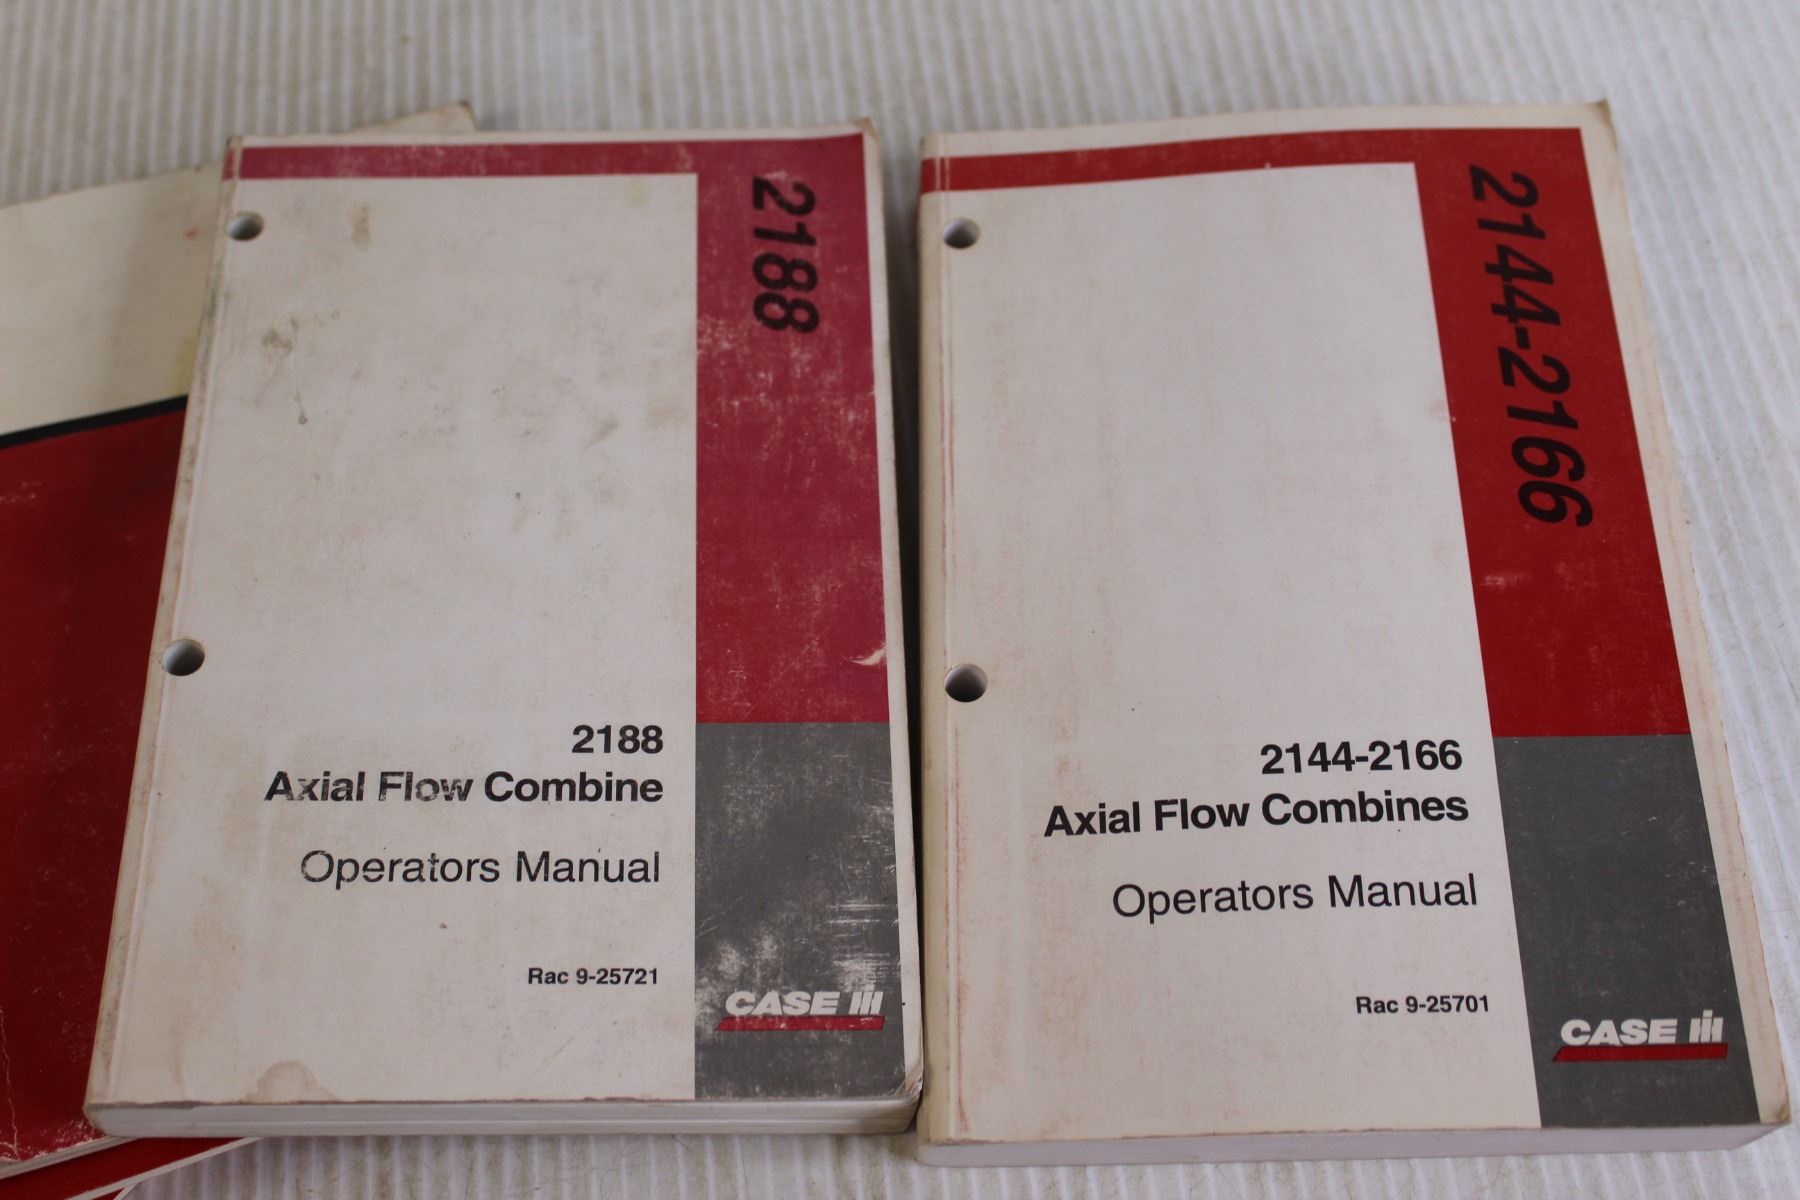 2188
2188
Axial Flow Combine
Operators Manual
Rac 9-25721
CASE IH
2144-2166
2144-2166
Axial Flow Combines
Operators Manual
Rac 9-25701
CASE IH